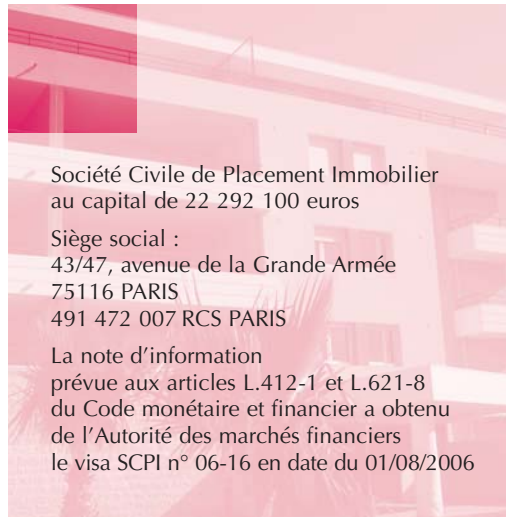 Société Civile de Placement Immobilier
au capital de 22 292 100 euros
Siège social :
43/47, avenue de la Grande Armée
75116 PARIS
491 472 007 RCS PARIS
La note d’information
prévue aux articles L.412-1 et L.621-8
du Code monétaire et financier a obtenu
de l’Autorité des marchés financiers
le visa SCPI n° 06-16 en date du 01/08/2006